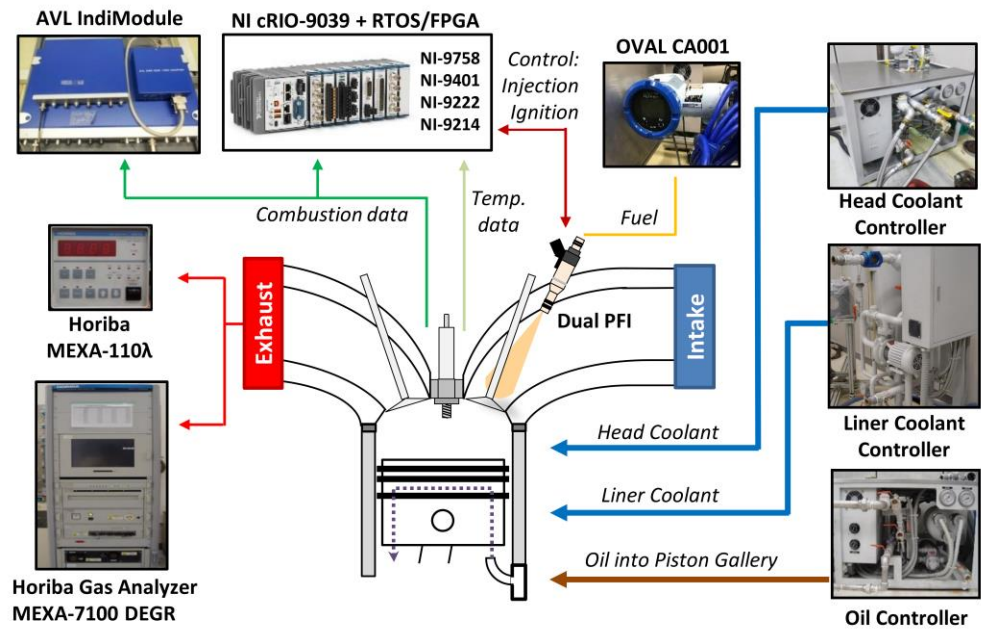 AVL IndiModule
NI cRIO-9039 + RTOS/FPGA
NI-9758
NI-9401
NI-9222
NI-9214
Control:
Injection
Ignition
OVAL CA001
Combustion data
Temp.
data
Fuel
Head Coolant
Controller
Horiba
MEXA-110λ
Exhaust
Dual PFI
Intake
Liner Coolant
Controller
Head Coolant
Liner Coolant
Oil into Piston Gallery
Horiba Gas Analyzer
MEXA-7100 DEGR
Oil Controller